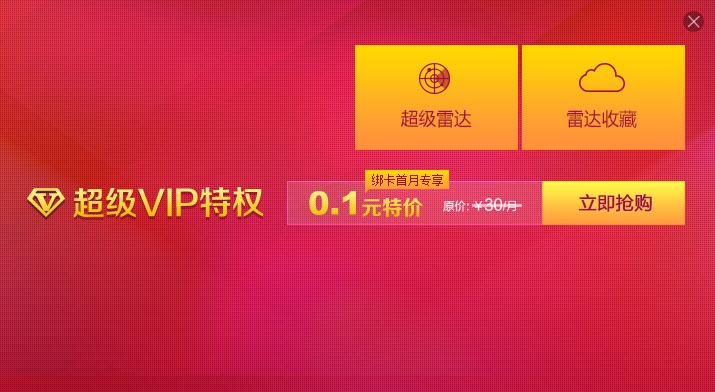 超级雷达
雷达收藏
绑卡首月专享
超级VIP特权
0.1元特价
原价:¥30/月
立即抢购